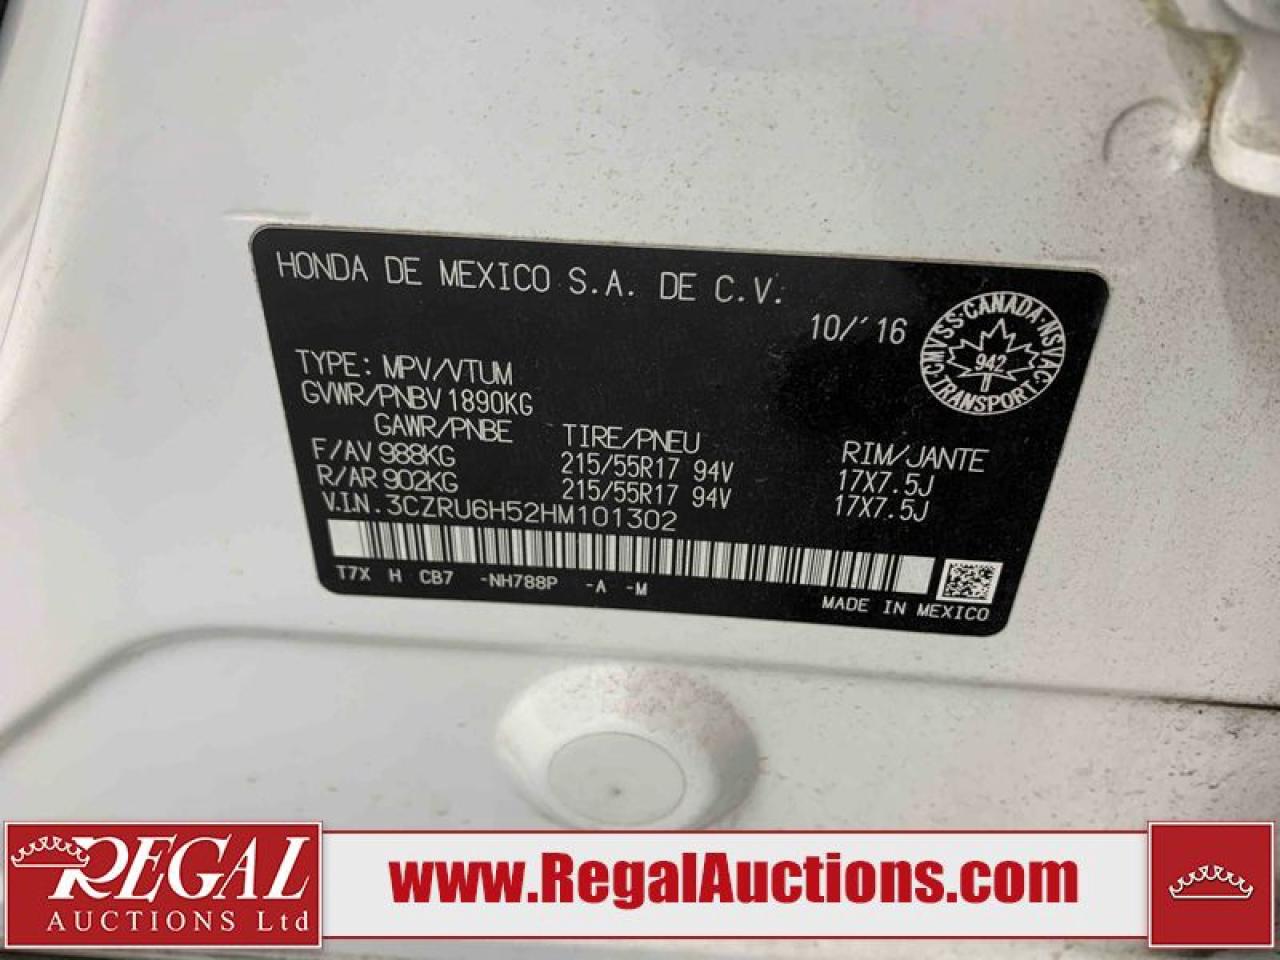 HONDA DE MEXICO S.A. DE C.V.
10/'16
CMVSS·CANADA·NSVAC
942
TRANSPORT
TYPE: MPV/VTUM
GVWR/PNBV 1890KG
GAWR/PNBE TIRE/PNEU RIM/JANTE
F/AV 988KG 215/55R17 94V 17X7.5J
R/AR 902KG 215/55R17 94V 17X7.5J
V.I.N. 3CZRU6H52HM101302
T7X H CB7 -NH788P -A -M
MADE IN MEXICO
REGAL
AUCTIONS Ltd
www.RegalAuctions.com